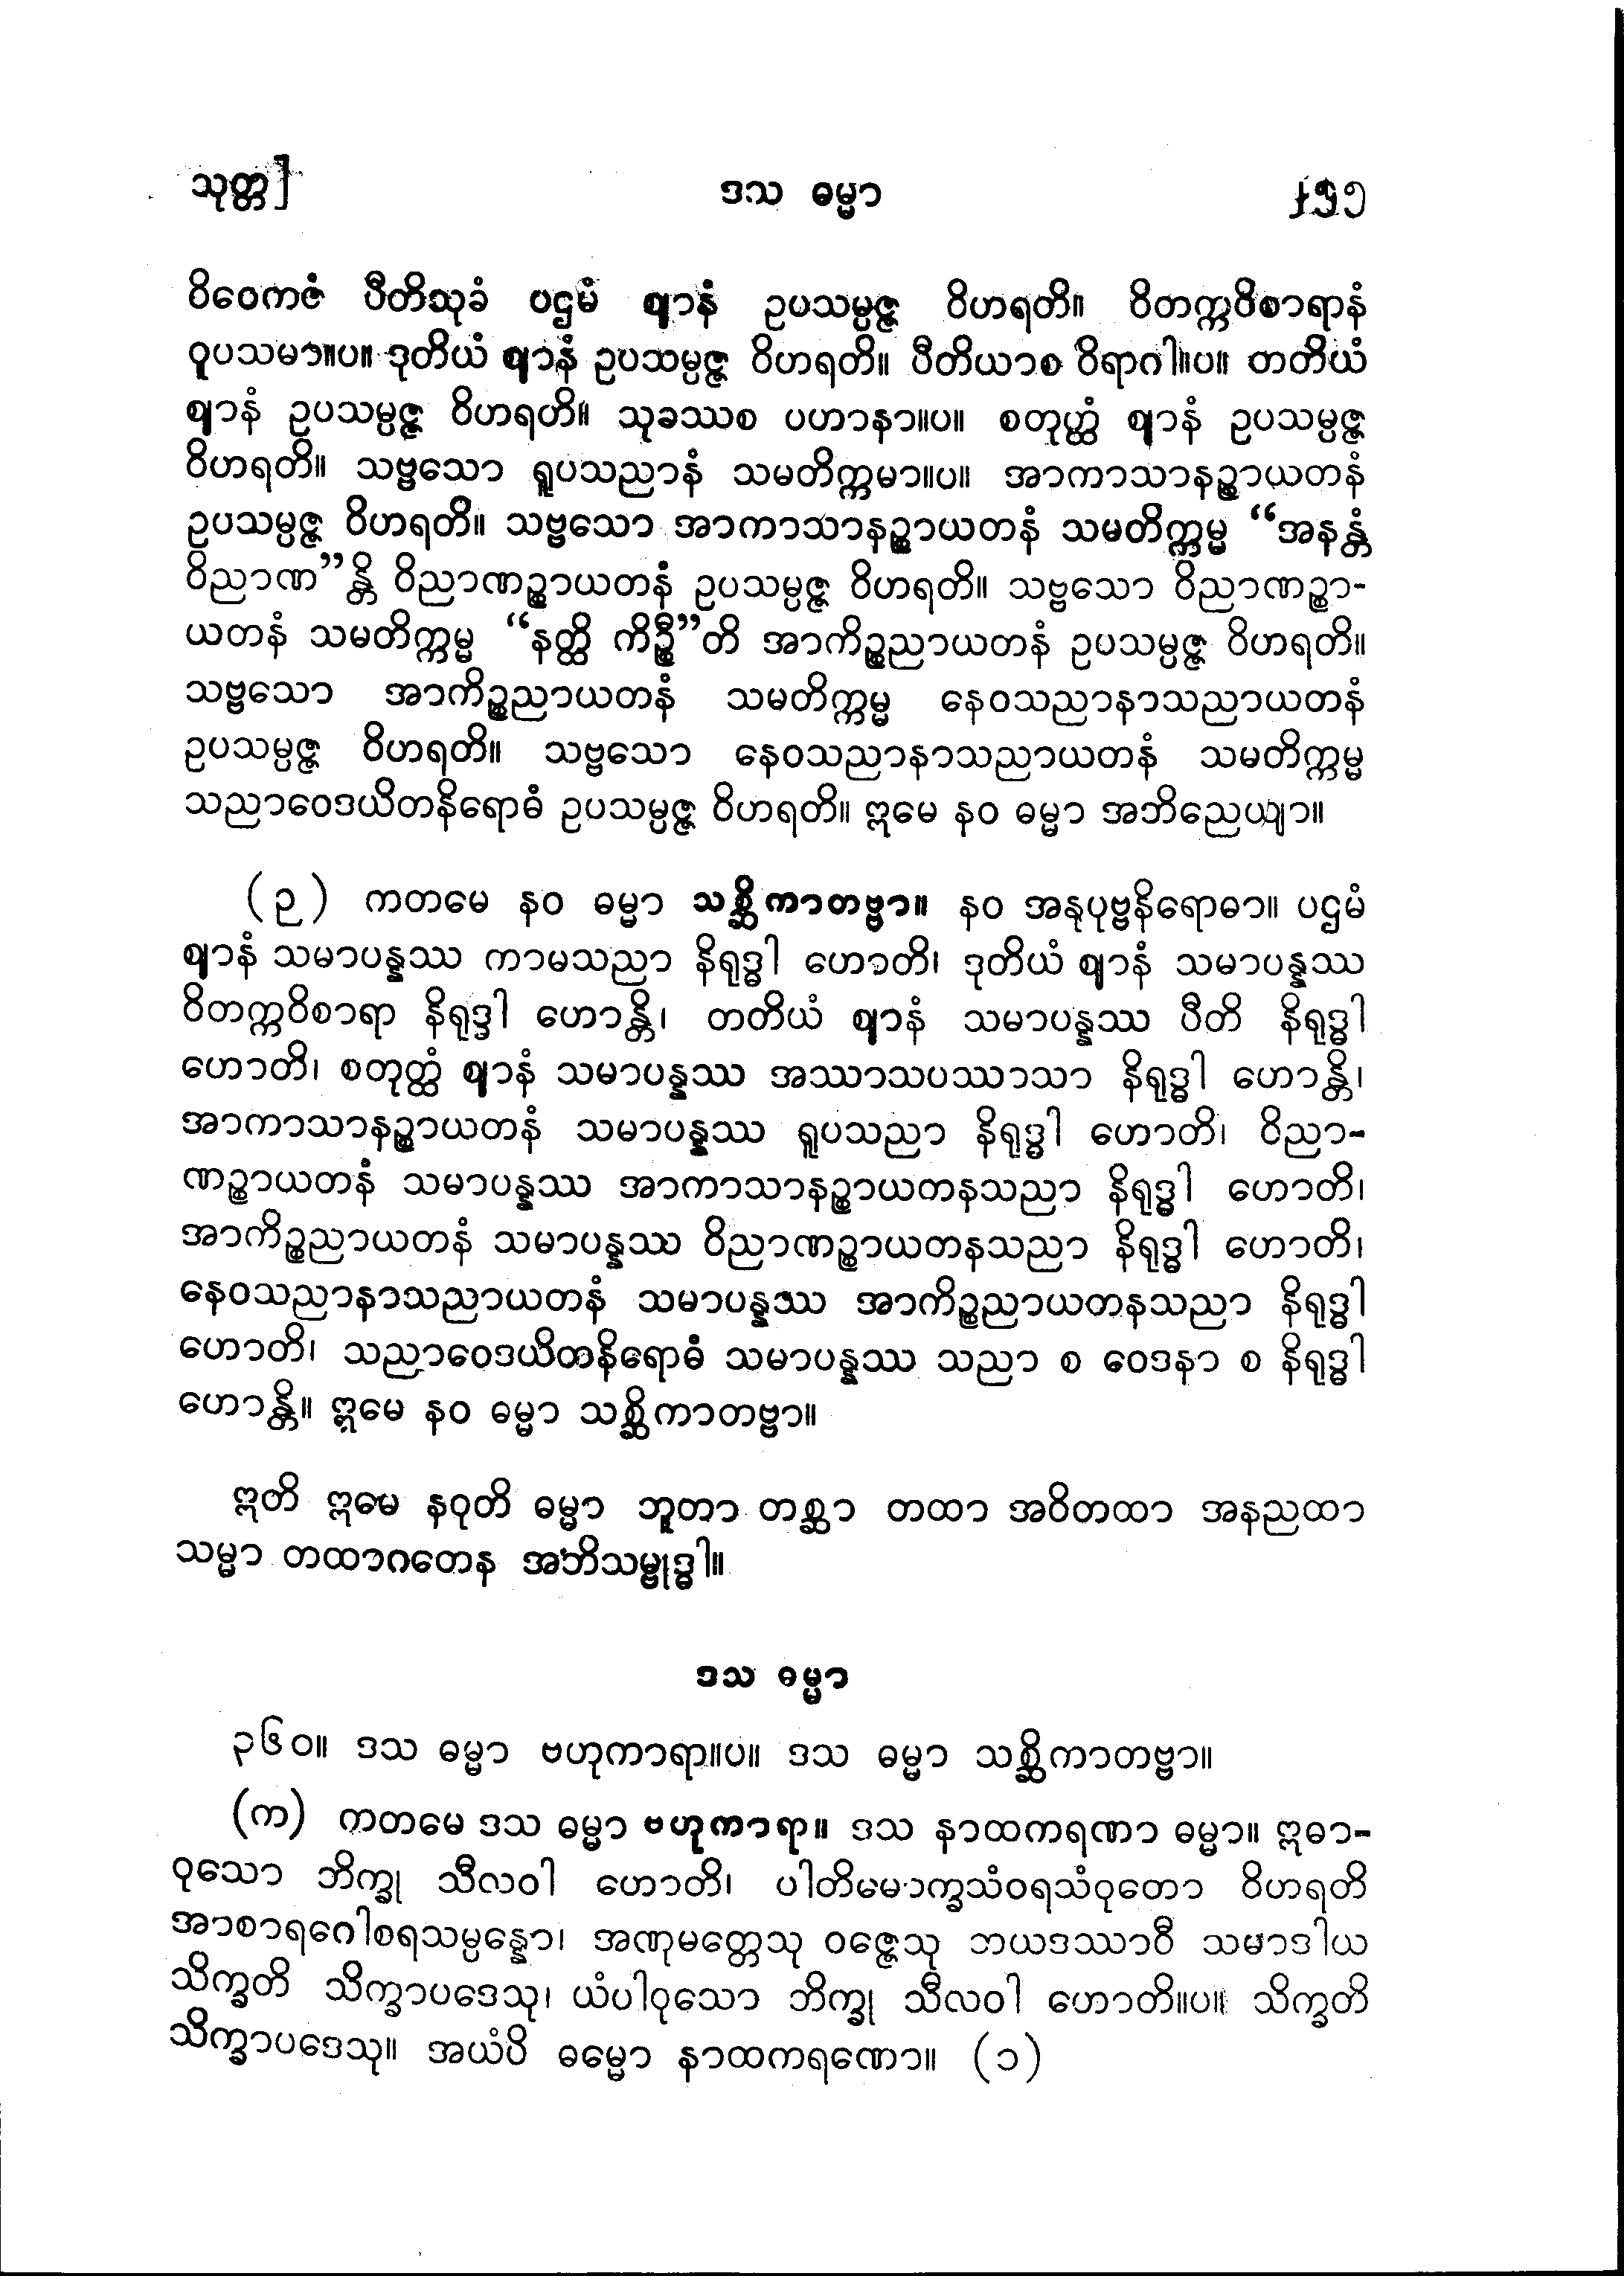 သုတ္တ] ဒသ ဓမ္မာ ၂၅၅
ဝိဝေကဇံ ပီတိသုခံ ပဌမံ ဈာနံ ဥပသမ္ပဇ္ဇ ဝိဟရတိ။ ဝိတက္ကဝိစာရာနံ
ဝူပသမာ။ပ။ ဒုတိယံ ဈာနံ ဥပသမ္ပဇ္ဇ ဝိဟရတိ။ ပီတိယာစ ဝိရာဂါ။ပ။ တတိယံ
ဈာနံ ဥပသမ္ပဇ္ဇ ဝိဟရတိ။ သုခဿစ ပဟာနာ။ပ။ စတုတ္ထံ ဈာနံ ဥပသမ္ပဇ္ဇ
ဝိဟရတိ။ သဗ္ဗသော ရူပသညာနံ သမတိက္ကမာ။ပ။ အာကာသာနဉ္စာယတနံ
ဥပသမ္ပဇ္ဇ ဝိဟရတိ။ သဗ္ဗသော အာကာသာနဉ္စာယတနံ သမတိက္ကမ္မ “အနန္တံ
ဝိညာဏ”န္တိ ဝိညာဏဉ္စာယတနံ ဥပသမ္ပဇ္ဇ ဝိဟရတိ။ သဗ္ဗသော ဝိညာဏဉ္စာ-
ယတနံ သမတိက္ကမ္မ “နတ္ထိ ကိဉ္စီ”တိ အာကိဉ္စညာယတနံ ဥပသမ္ပဇ္ဇ ဝိဟရတိ။
သဗ္ဗသော အာကိဉ္စညာယတနံ သမတိက္ကမ္မ နေဝသညာနာသညာယတနံ
ဥပသမ္ပဇ္ဇ ဝိဟရတိ။ သဗ္ဗသော နေဝသညာနာသညာယတနံ သမတိက္ကမ္မ
သညာဝေဒယိတနိရောဓံ ဥပသမ္ပဇ္ဇ ဝိဟရတိ။ ဣမေ နဝ ဓမ္မာ အဘိညေယျာ။
(ဉ) ကတမေ နဝ ဓမ္မာ သစ္ဆိကာတဗ္ဗာ။ နဝ အနုပုဗ္ဗနိရောဓာ။ ပဌမံ
ဈာနံ သမာပန္နဿ ကာမသညာ နိရုဒ္ဓါ ဟောတိ၊ ဒုတိယံ ဈာနံ သမာပန္နဿ
ဝိတက္ကဝိစာရာ နိရုဒ္ဓါ ဟောန္တိ၊ တတိယံ ဈာနံ သမာပန္နဿ ပီတိ နိရုဒ္ဓါ
ဟောတိ၊ စတုတ္ထံ ဈာနံ သမာပန္နဿ အဿာသပဿာသာ နိရုဒ္ဓါ ဟောန္တိ၊
အာကာသာနဉ္စာယတနံ သမာပန္နဿ ရူပသညာ နိရုဒ္ဓါ ဟောတိ၊ ဝိညာ-
ဏဉ္စာယတနံ သမာပန္နဿ အာကာသာနဉ္စာယတနသညာ နိရုဒ္ဓါ ဟောတိ၊
အာကိဉ္စညာယတနံ သမာပန္နဿ ဝိညာဏဉ္စာယတနသညာ နိရုဒ္ဓါ ဟောတိ၊
နေဝသညာနာသညာယတနံ သမာပန္နဿ အာကိဉ္စညာယတနသညာ နိရုဒ္ဓါ
ဟောတိ၊ သညာဝေဒယိတနိရောဓံ သမာပန္နဿ သညာ စ ဝေဒနာ စ နိရုဒ္ဓါ
ဟောန္တိ။ ဣမေ နဝ ဓမ္မာ သစ္ဆိကာတဗ္ဗာ။
ဣတိ ဣမေ နဝုတိ ဓမ္မာ ဘူတာ တစ္ဆာ တထာ အဝိတထာ အနညထာ
သမ္မာ တထာဂတေန အဘိသမ္ဗုဒ္ဓါ။
ဒသ ဓမ္မာ
၃၆၀။ ဒသ ဓမ္မာ ဗဟုကာရာ။ပ။ ဒသ ဓမ္မာ သစ္ဆိကာတဗ္ဗာ။
(က) ကတမေ ဒသ ဓမ္မာ ဗဟုကာရာ။ ဒသ နာထကရဏာ ဓမ္မာ။ ဣဓာ-
ဝုသော ဘိက္ခု သီလဝါ ဟောတိ၊ ပါတိမောက္ခသံဝရသံဝုတော ဝိဟရတိ
အာစာရဂေါစရသမ္ပန္နော၊ အဏုမတ္တေသု ဝဇ္ဇေသု ဘယဒဿာဝီ သမာဒါယ
သိက္ခတိ သိက္ခာပဒေသု၊ ယံပါဝုသော ဘိက္ခု သီလဝါ ဟောတိ။ပ။ သိက္ခတိ
သိက္ခာပဒေသု။ အယံပိ ဓမ္မော နာထကရဏော။ (၁)